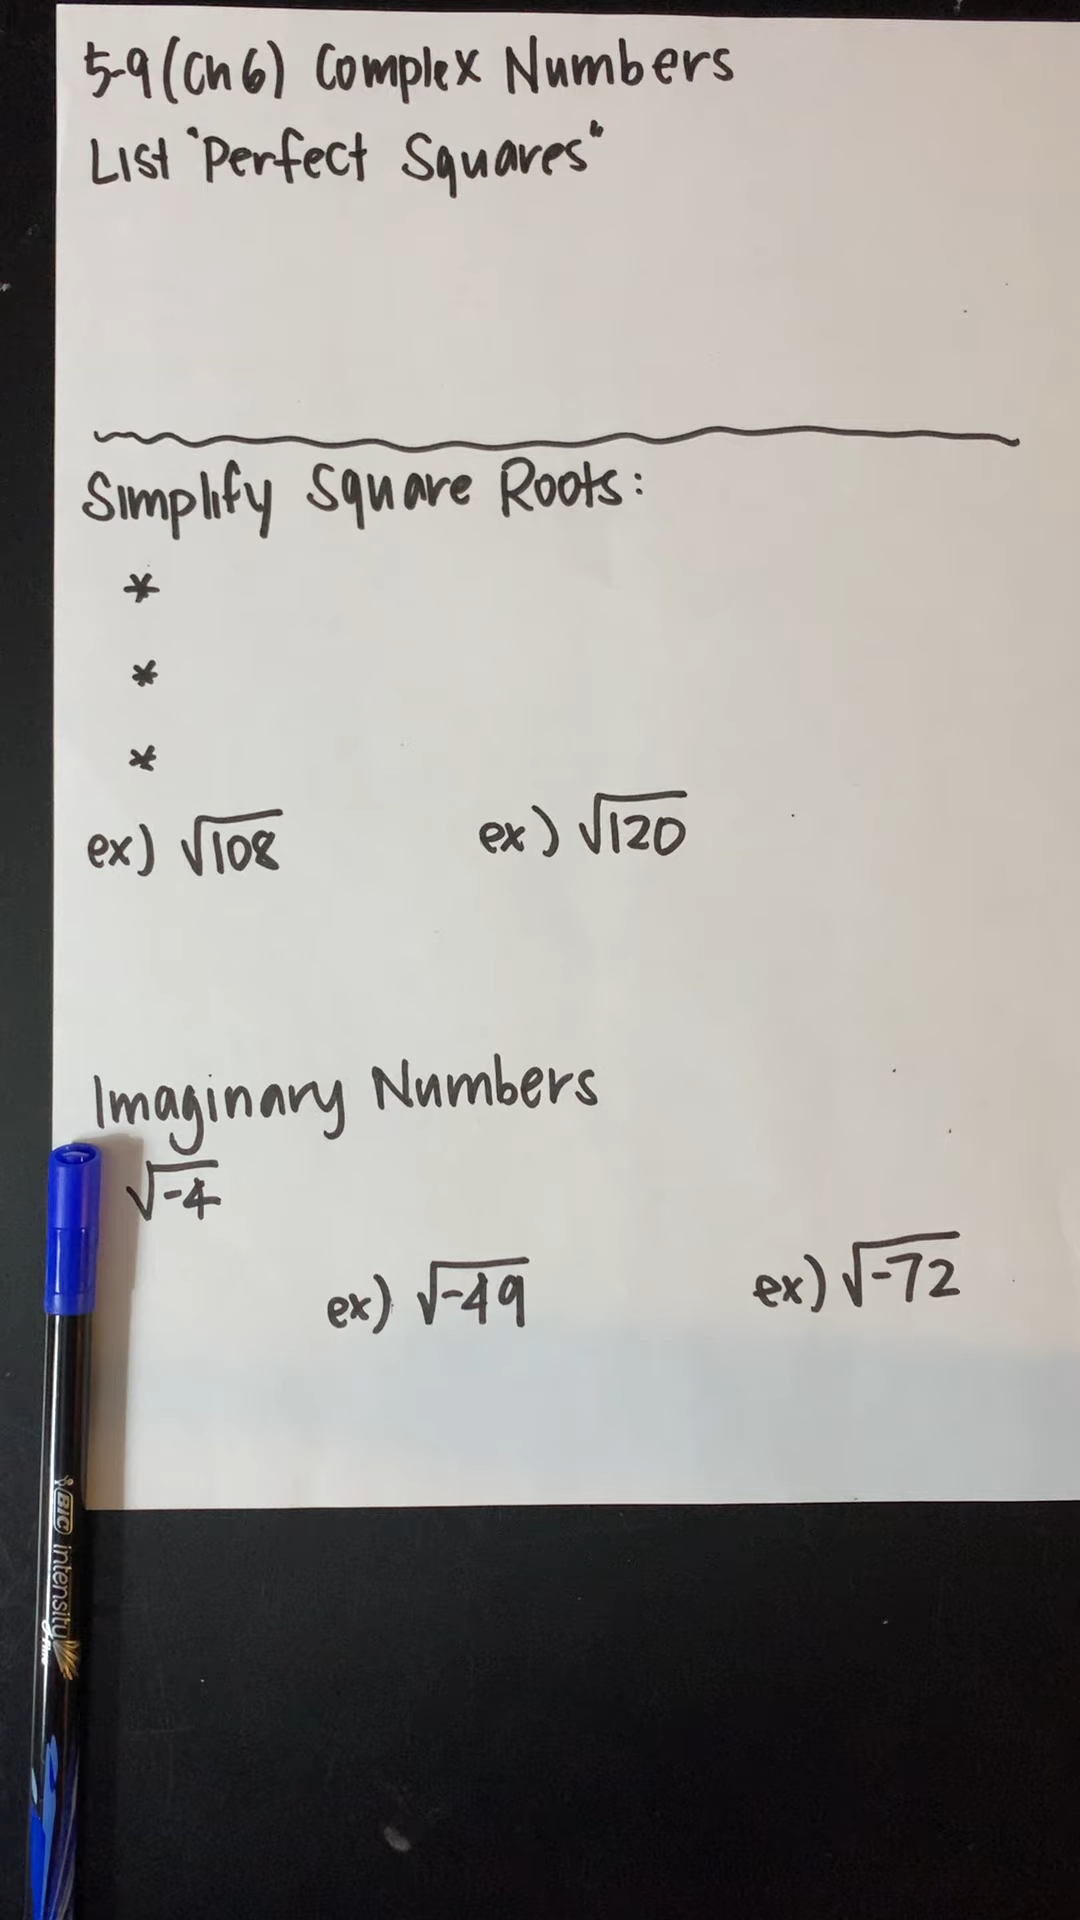 5-9 (Ch 6) Complex Numbers
List "Perfect Squares"
Simplify Square Roots:
*
*
*
ex) √108 ex) √120
Imaginary Numbers
√-4
ex) √-49 ex) √-72
BIC intensity